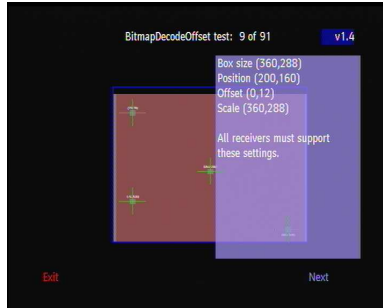 BitmapDecodeOffset test: 9 of 91
v1.4
Box size (360,288)
Position (200,160)
Offset (0,12)
Scale (360,288)
All receivers must support
these settings.
Exit
Next